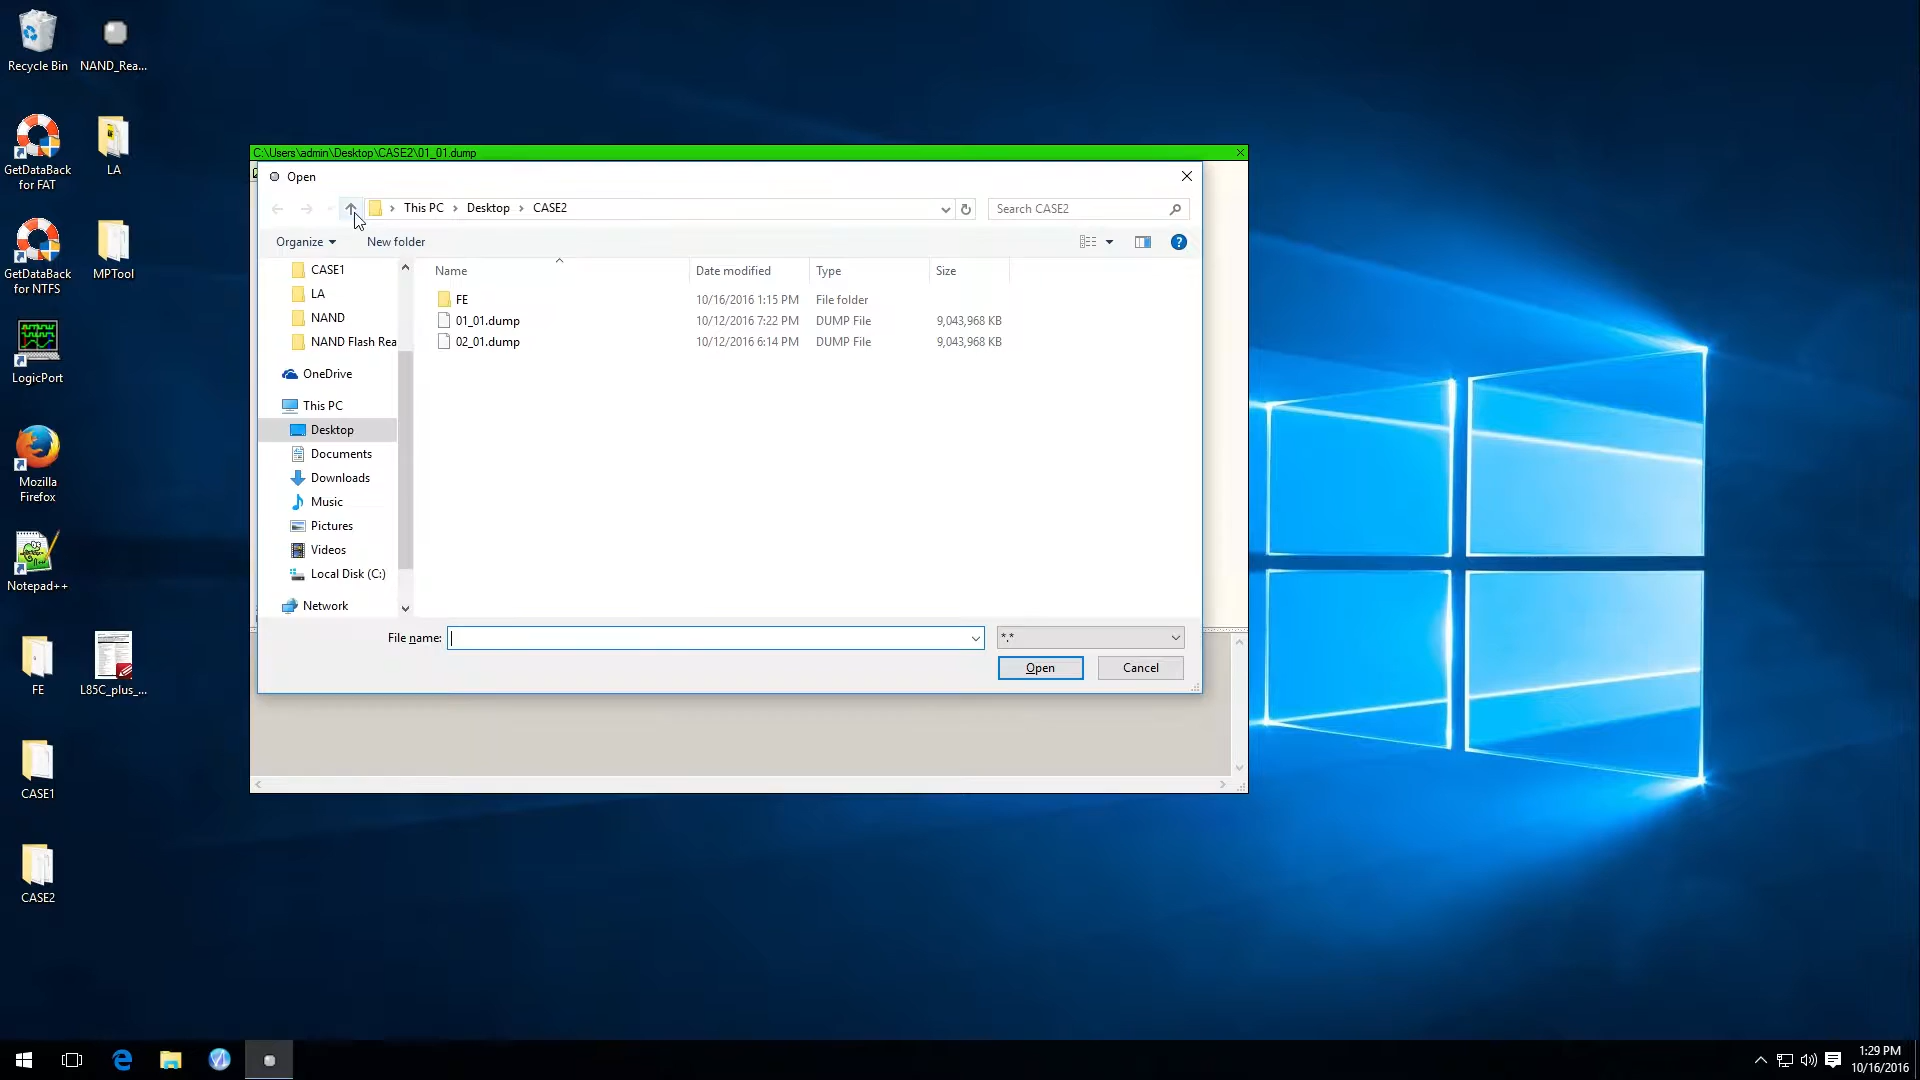 Recycle Bin
NAND_Rea...
GetDataBack
for FAT
LA
GetDataBack
for NTFS
MPTool
LogicPort
Mozilla
Firefox
Notepad++
FE
L85C_plus_...
CASE1
CASE2
C:\Users\admin\Desktop\CASE2\01_01.dump
Open
This PC > Desktop > CASE2
Search CASE2
Organize
New folder
CASE1
LA
NAND
NAND Flash Rea
OneDrive
This PC
Desktop
Documents
Downloads
Music
Pictures
Videos
Local Disk (C:)
Network
Name Date modified Type Size
FE 10/16/2016 1:15 PM File folder
01_01.dump 10/12/2016 7:22 PM DUMP File 9,043,968 KB
02_01.dump 10/12/2016 6:14 PM DUMP File 9,043,968 KB
File name:
*.*
Open
Cancel
1:29 PM
10/16/2016